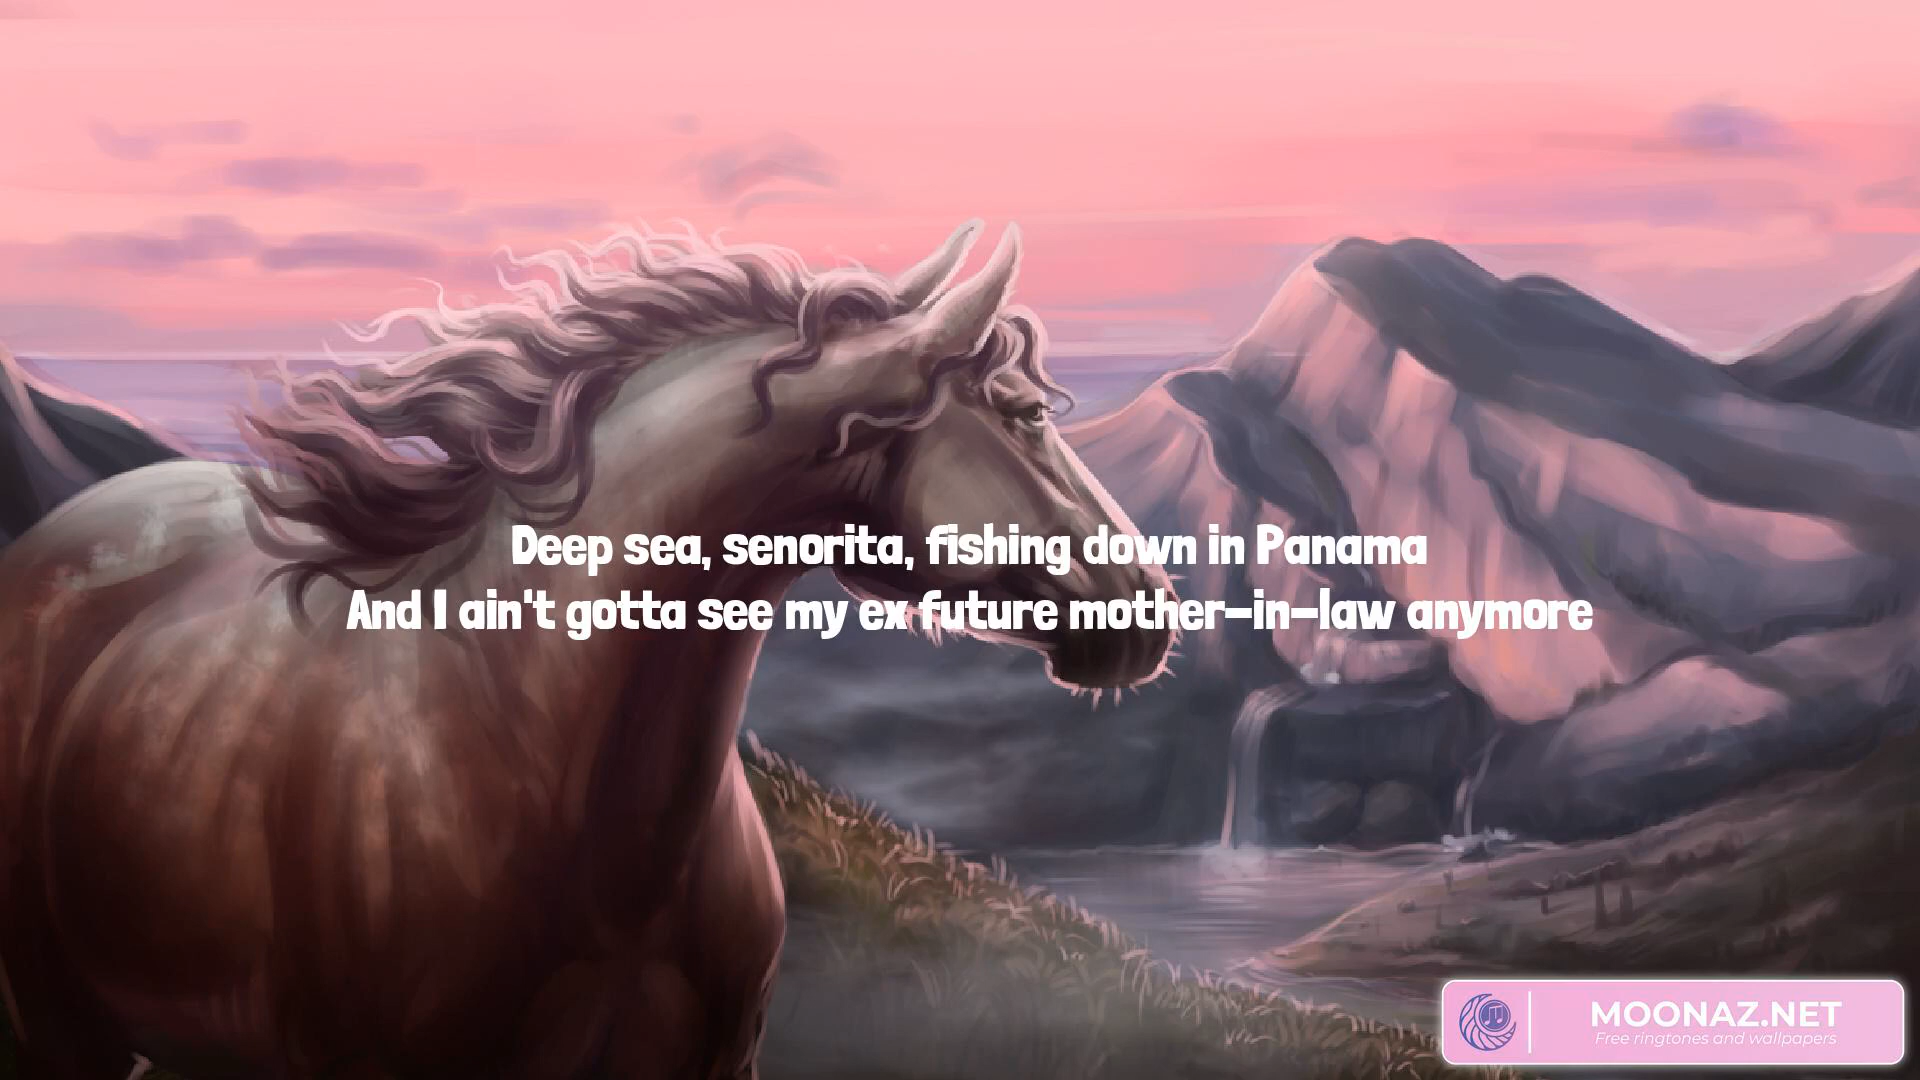 Deep sea, senorita, fishing down in Panama
And I ain't gotta see my ex future mother-in-law anymore
MOONAZ.NET
Free ringtones and wallpapers